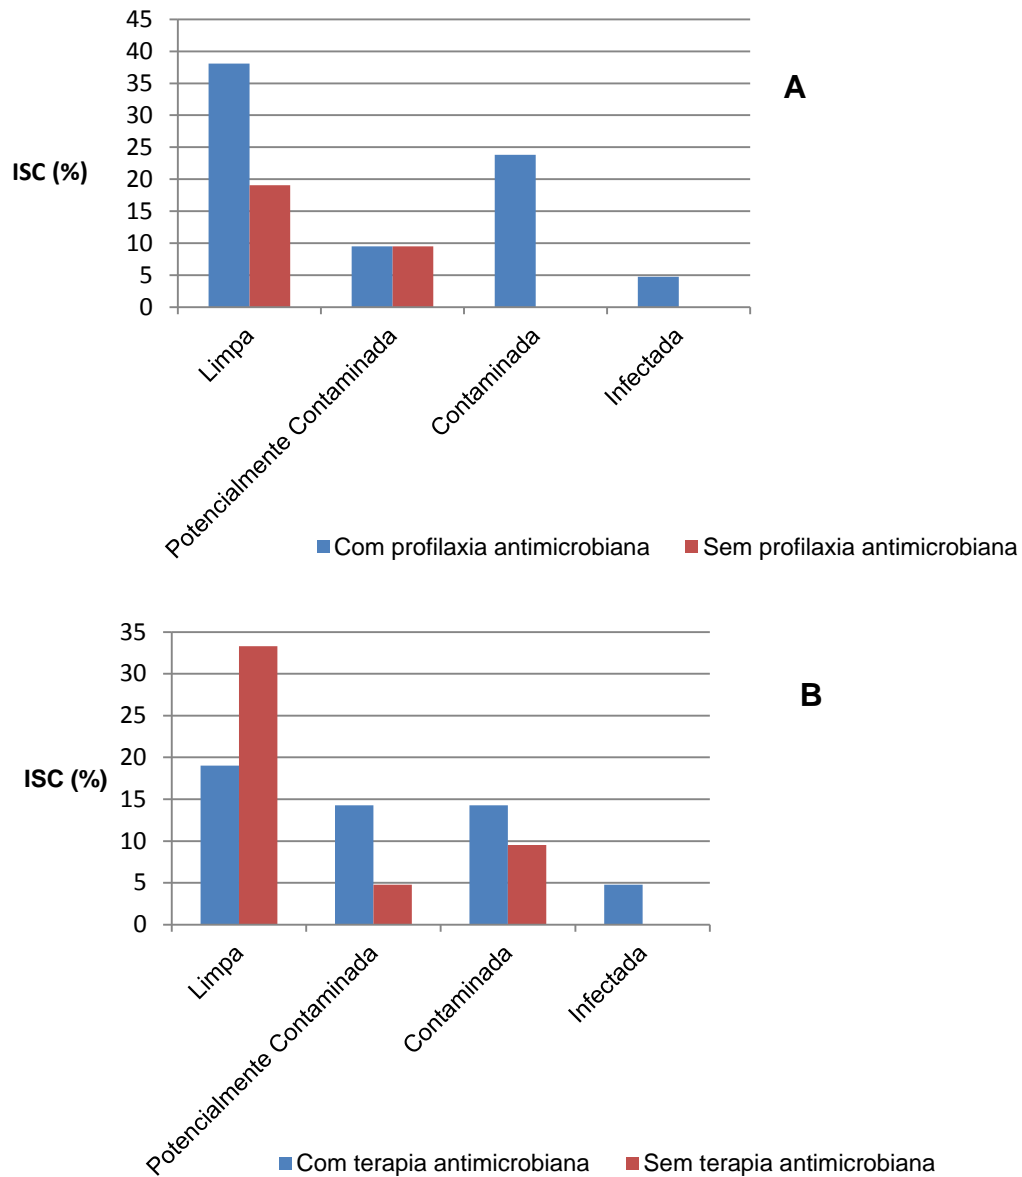 45
40
35
30
25
20
15
10
5
0
ISC (%)
A
Limpa
Potencialmente Contaminada
Contaminada
Infectada
Com profilaxia antimicrobiana Sem profilaxia antimicrobiana
35
30
25
20
15
10
5
0
ISC (%)
B
Limpa
Potencialmente Contaminada
Contaminada
Infectada
Com terapia antimicrobiana Sem terapia antimicrobiana